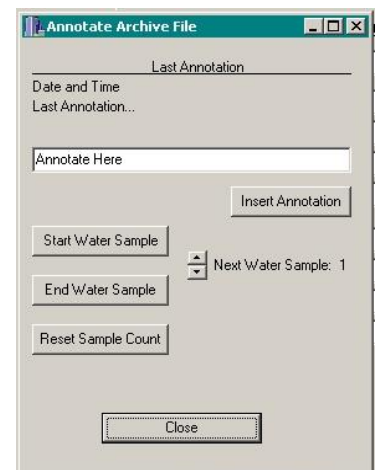 Annotate Archive File
Last Annotation
Date and Time
Last Annotation...
Annotate Here
Insert Annotation
Start Water Sample
Next Water Sample: 1
End Water Sample
Reset Sample Count
Close